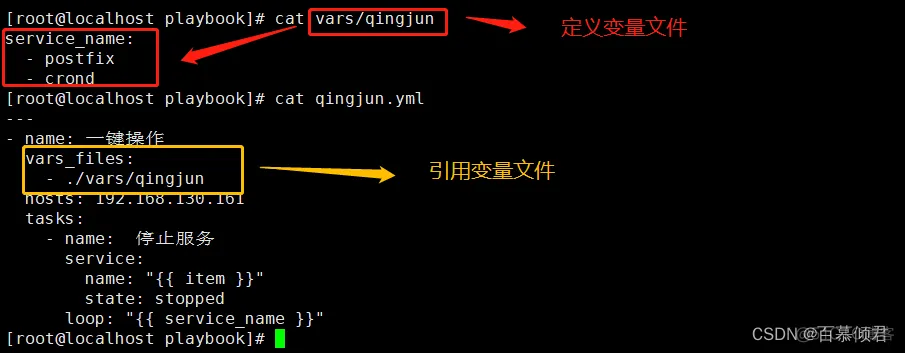 [root@localhost playbook]# cat vars/qingjun
定义变量文件
service_name:
  - postfix
  - crond
[root@localhost playbook]# cat qingjun.yml
---
- name: 一键操作
  vars_files:
    - ./vars/qingjun
引用变量文件
  hosts: 192.168.130.161
  tasks:
    - name:  停止服务
      service:
        name: "{{ item }}"
        state: stopped
      loop: "{{ service_name }}"
[root@localhost playbook]#
CSDN @百慕倾君